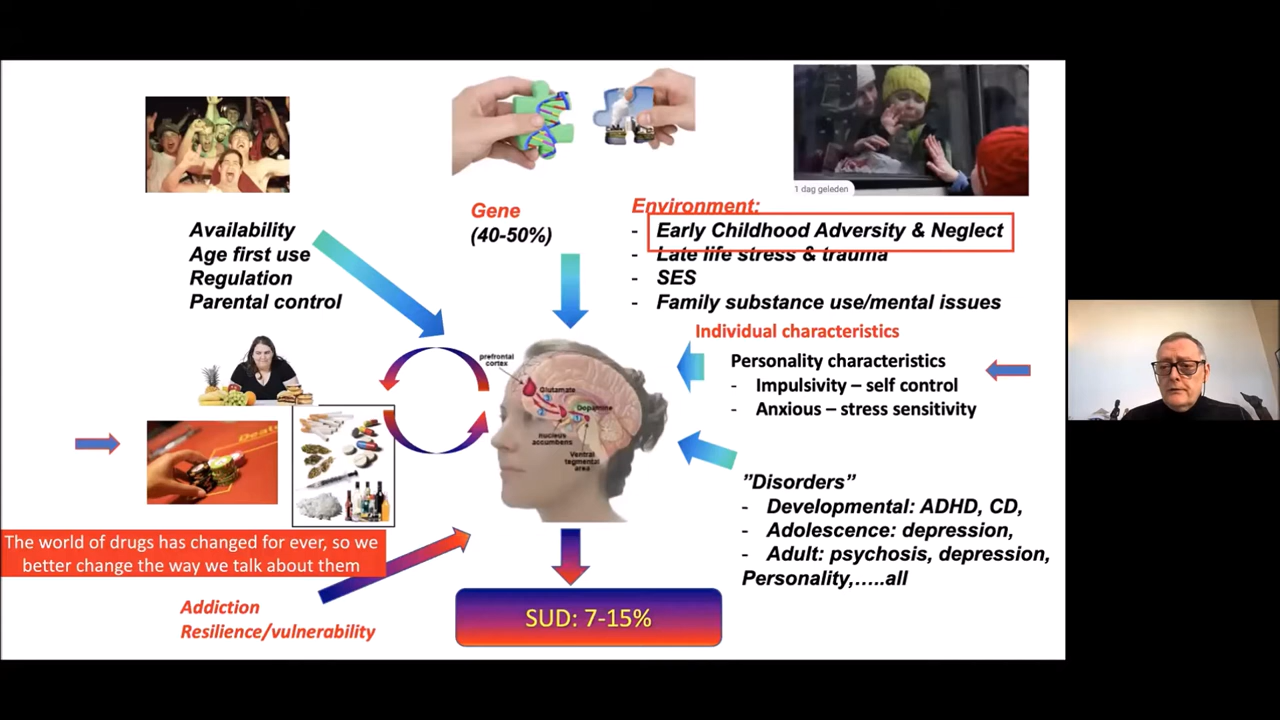 1 dag geleden
Availability
Age first use
Regulation
Parental control
Gene
(40-50%)
Environment:
- Early Childhood Adversity & Neglect
- Late life stress & trauma
- SES
- Family substance use/mental issues
Individual characteristics
Personality characteristics
- Impulsivity – self control
- Anxious – stress sensitivity
prefrontal
cortex
Glutamate
Dopamine
nucleus
accumbens
Ventral
tegmental
area
"Disorders"
- Developmental: ADHD, CD,
- Adolescence: depression,
- Adult: psychosis, depression,
Personality,.....all
The world of drugs has changed for ever, so we
better change the way we talk about them
Addiction
Resilience/vulnerability
SUD: 7-15%